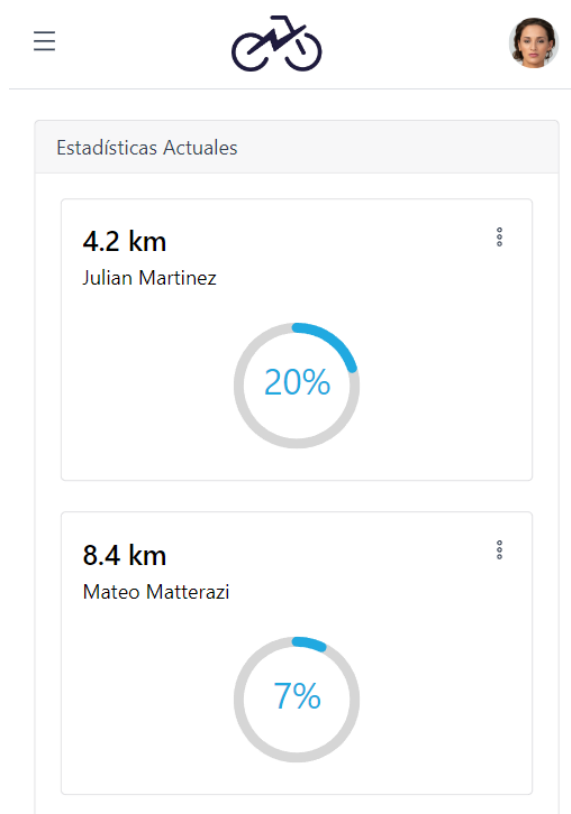 Estadísticas Actuales
4.2 km
Julian Martinez
20%
8.4 km
Mateo Matterazi
7%